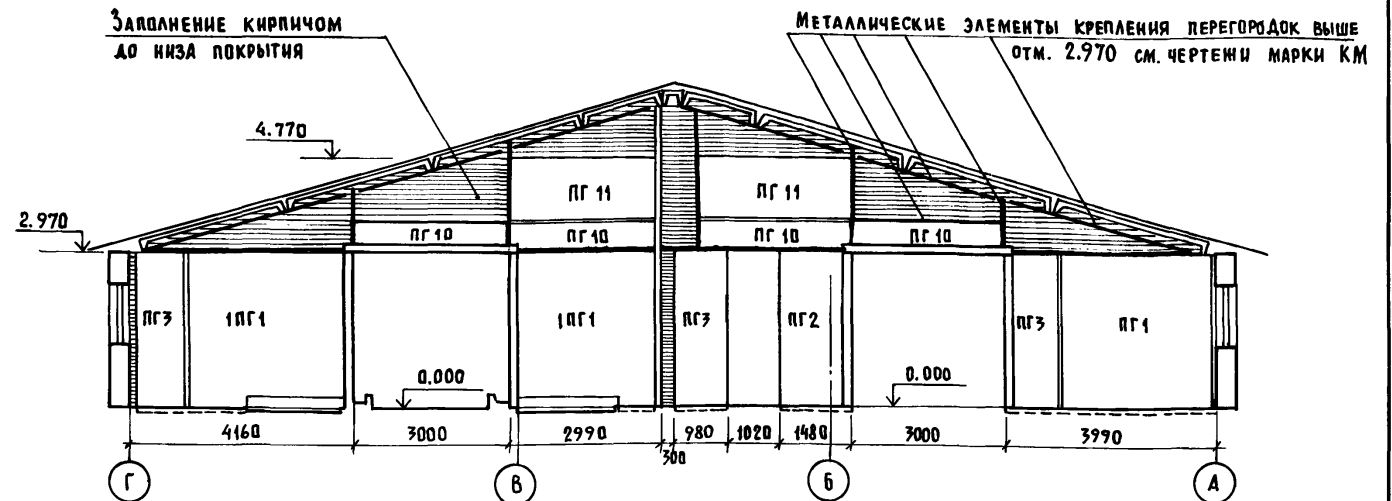 Заполнение кирпичом
до низа покрытия
Металлические элементы крепления перегородок выше
отм. 2.970 см. чертежи марки КМ
4.770
2.970
ПГ 11
ПГ 11
ПГ 10
ПГ 10
ПГ 10
ПГ 10
ПГ3
1ПГ1
1ПГ1
ПГ3
ПГ2
ПГ3
ПГ1
0.000
0.000
4160
3000
2990
300
980
1020
1480
3000
3990
Г
В
Б
А